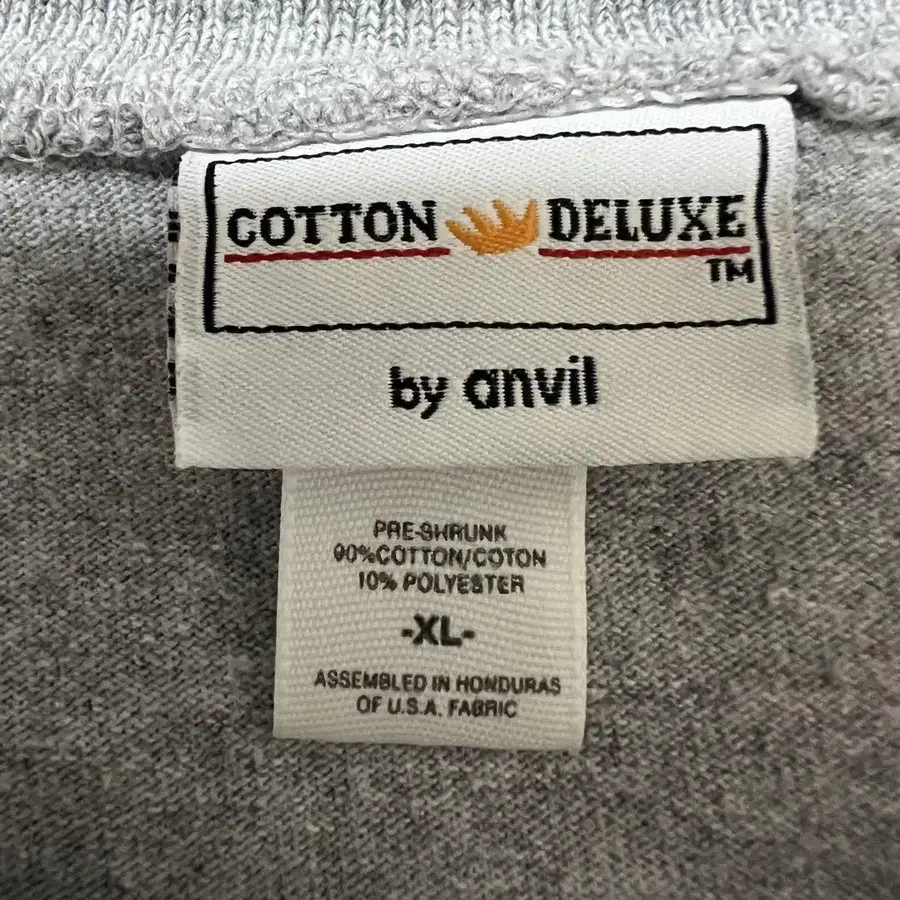 COTTON DELUXE
TM
by anvil
PRE-SHRUNK
90%COTTON/COTON
10% POLYESTER
-XL-
ASSEMBLED IN HONDURAS
OF U.S.A. FABRIC